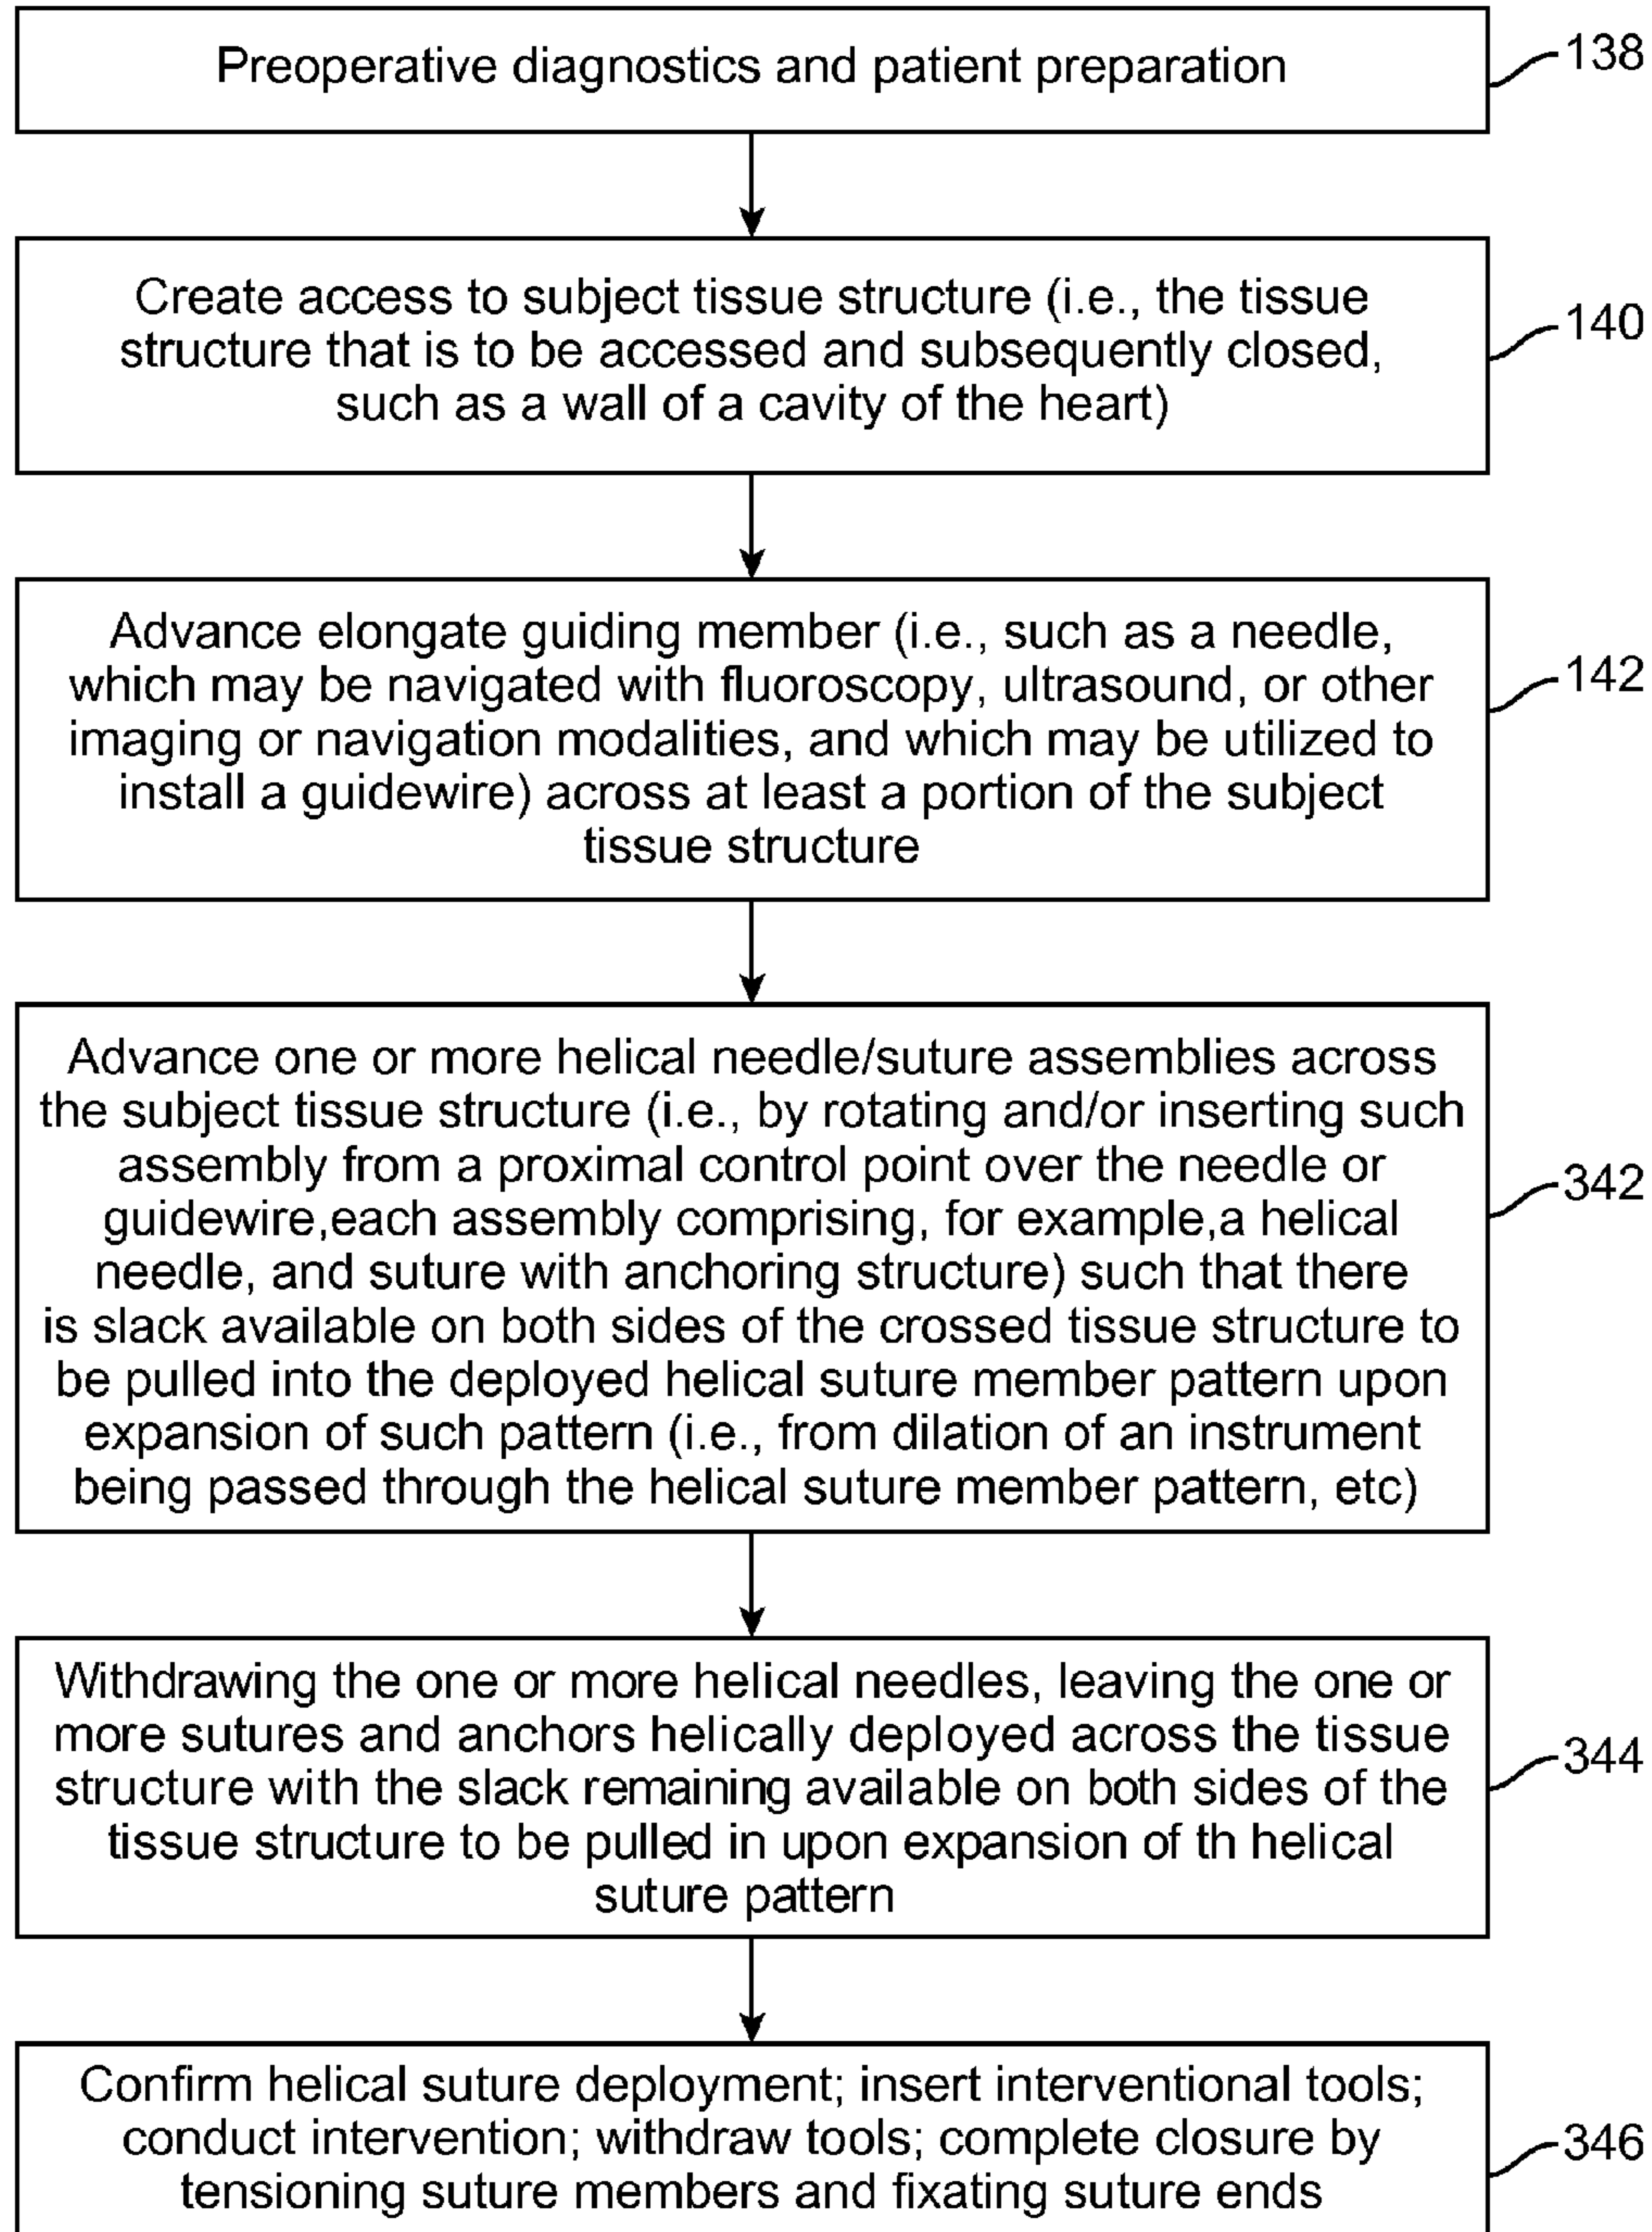 Preoperative diagnostics and patient preparation
138
Create access to subject tissue structure (i.e., the tissue
structure that is to be accessed and subsequently closed,
such as a wall of a cavity of the heart)
140
Advance elongate guiding member (i.e., such as a needle,
which may be navigated with fluoroscopy, ultrasound, or other
imaging or navigation modalities, and which may be utilized to
install a guidewire) across at least a portion of the subject
tissue structure
142
Advance one or more helical needle/suture assemblies across
the subject tissue structure (i.e., by rotating and/or inserting such
assembly from a proximal control point over the needle or
guidewire,each assembly comprising, for example,a helical
needle, and suture with anchoring structure) such that there
is slack available on both sides of the crossed tissue structure to
be pulled into the deployed helical suture member pattern upon
expansion of such pattern (i.e., from dilation of an instrument
being passed through the helical suture member pattern, etc)
342
Withdrawing the one or more helical needles, leaving the one or
more sutures and anchors helically deployed across the tissue
structure with the slack remaining available on both sides of the
tissue structure to be pulled in upon expansion of th helical
suture pattern
344
Confirm helical suture deployment; insert interventional tools;
conduct intervention; withdraw tools; complete closure by
tensioning suture members and fixating suture ends
346